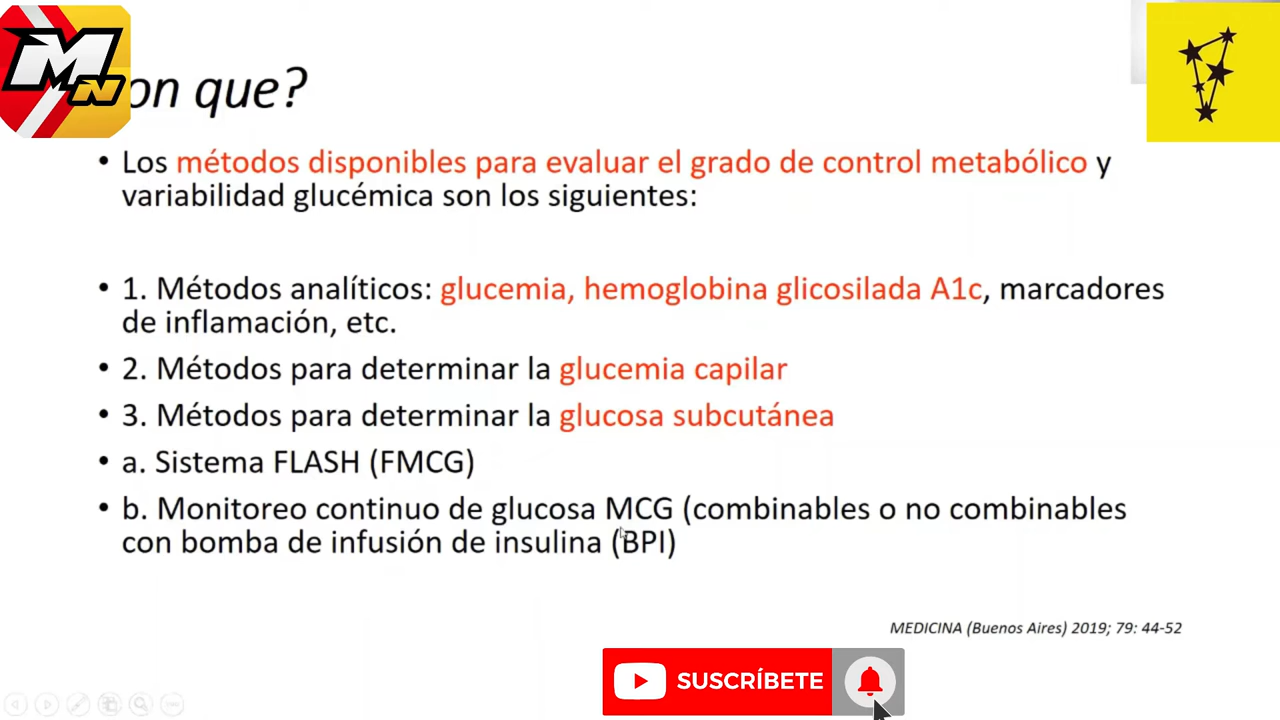 MN
on que?
• Los métodos disponibles para evaluar el grado de control metabólico y
variabilidad glucémica son los siguientes:
• 1. Métodos analíticos: glucemia, hemoglobina glicosilada A1c, marcadores
de inflamación, etc.
• 2. Métodos para determinar la glucemia capilar
• 3. Métodos para determinar la glucosa subcutánea
• a. Sistema FLASH (FMCG)
• b. Monitoreo continuo de glucosa MCG (combinables o no combinables
con bomba de infusión de insulina (BPI)
MEDICINA (Buenos Aires) 2019; 79: 44-52
SUSCRÍBETE